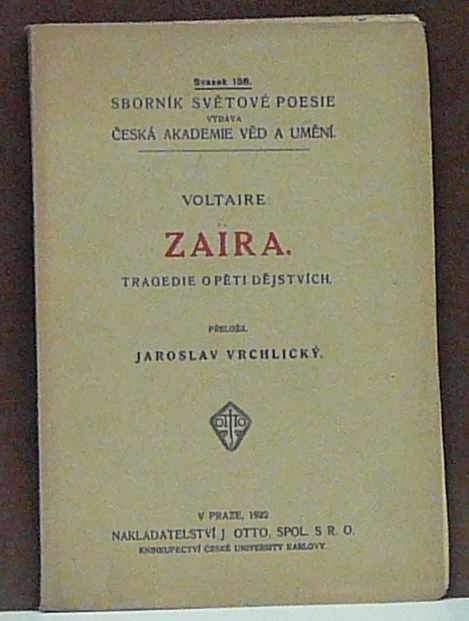 Svazek 156.
SBORNÍK SVĚTOVÉ POESIE
VYDÁVÁ
ČESKÁ AKADEMIE VĚD A UMĚNÍ.
VOLTAIRE:
ZAÏRA.
TRAGEDIE O PĚTI DĚJSTVÍCH.
PŘELOŽIL
JAROSLAV VRCHLICKÝ.
OTTO
V PRAZE, 1922
NAKLADATELSTVÍ J. OTTO, SPOL. S R. O.
KNIHKUPECTVÍ ČESKÉ UNIVERSITY KARLOVY.